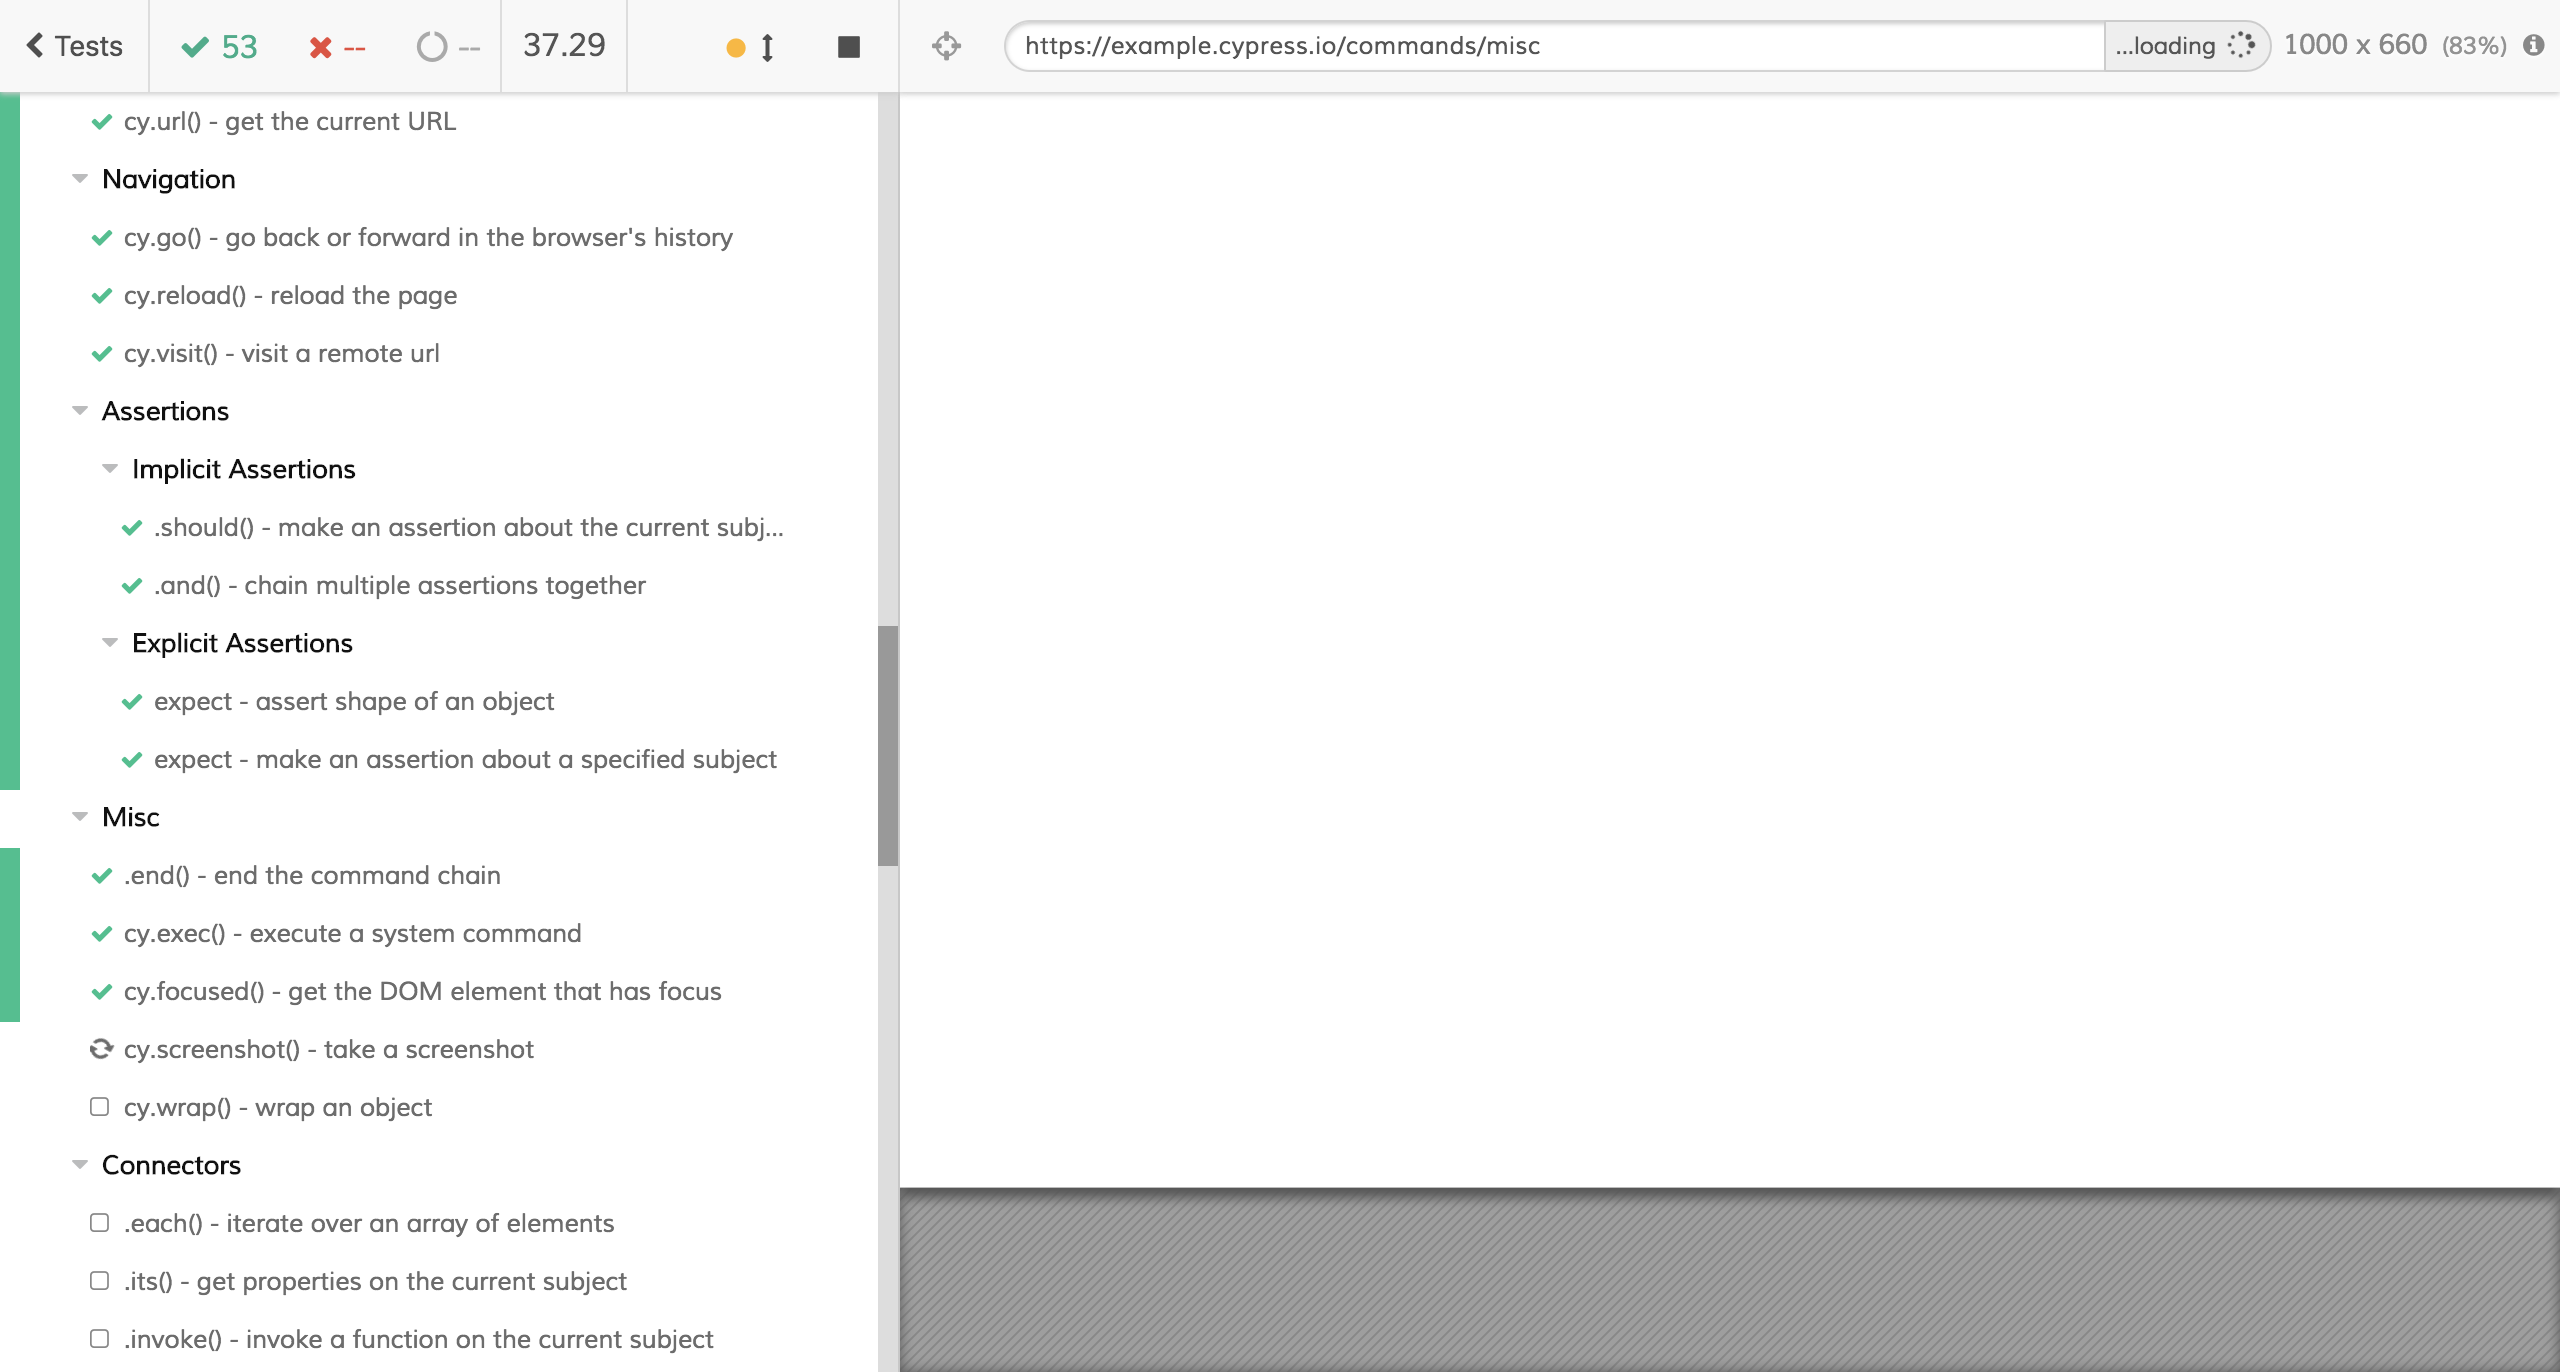 Tests 53 -- -- 37.29
https://example.cypress.io/commands/misc ...loading 1000 x 660 (83%)
cy.url() - get the current URL
Navigation
cy.go() - go back or forward in the browser's history
cy.reload() - reload the page
cy.visit() - visit a remote url
Assertions
Implicit Assertions
.should() - make an assertion about the current subj...
.and() - chain multiple assertions together
Explicit Assertions
expect - assert shape of an object
expect - make an assertion about a specified subject
Misc
.end() - end the command chain
cy.exec() - execute a system command
cy.focused() - get the DOM element that has focus
cy.screenshot() - take a screenshot
cy.wrap() - wrap an object
Connectors
.each() - iterate over an array of elements
.its() - get properties on the current subject
.invoke() - invoke a function on the current subject